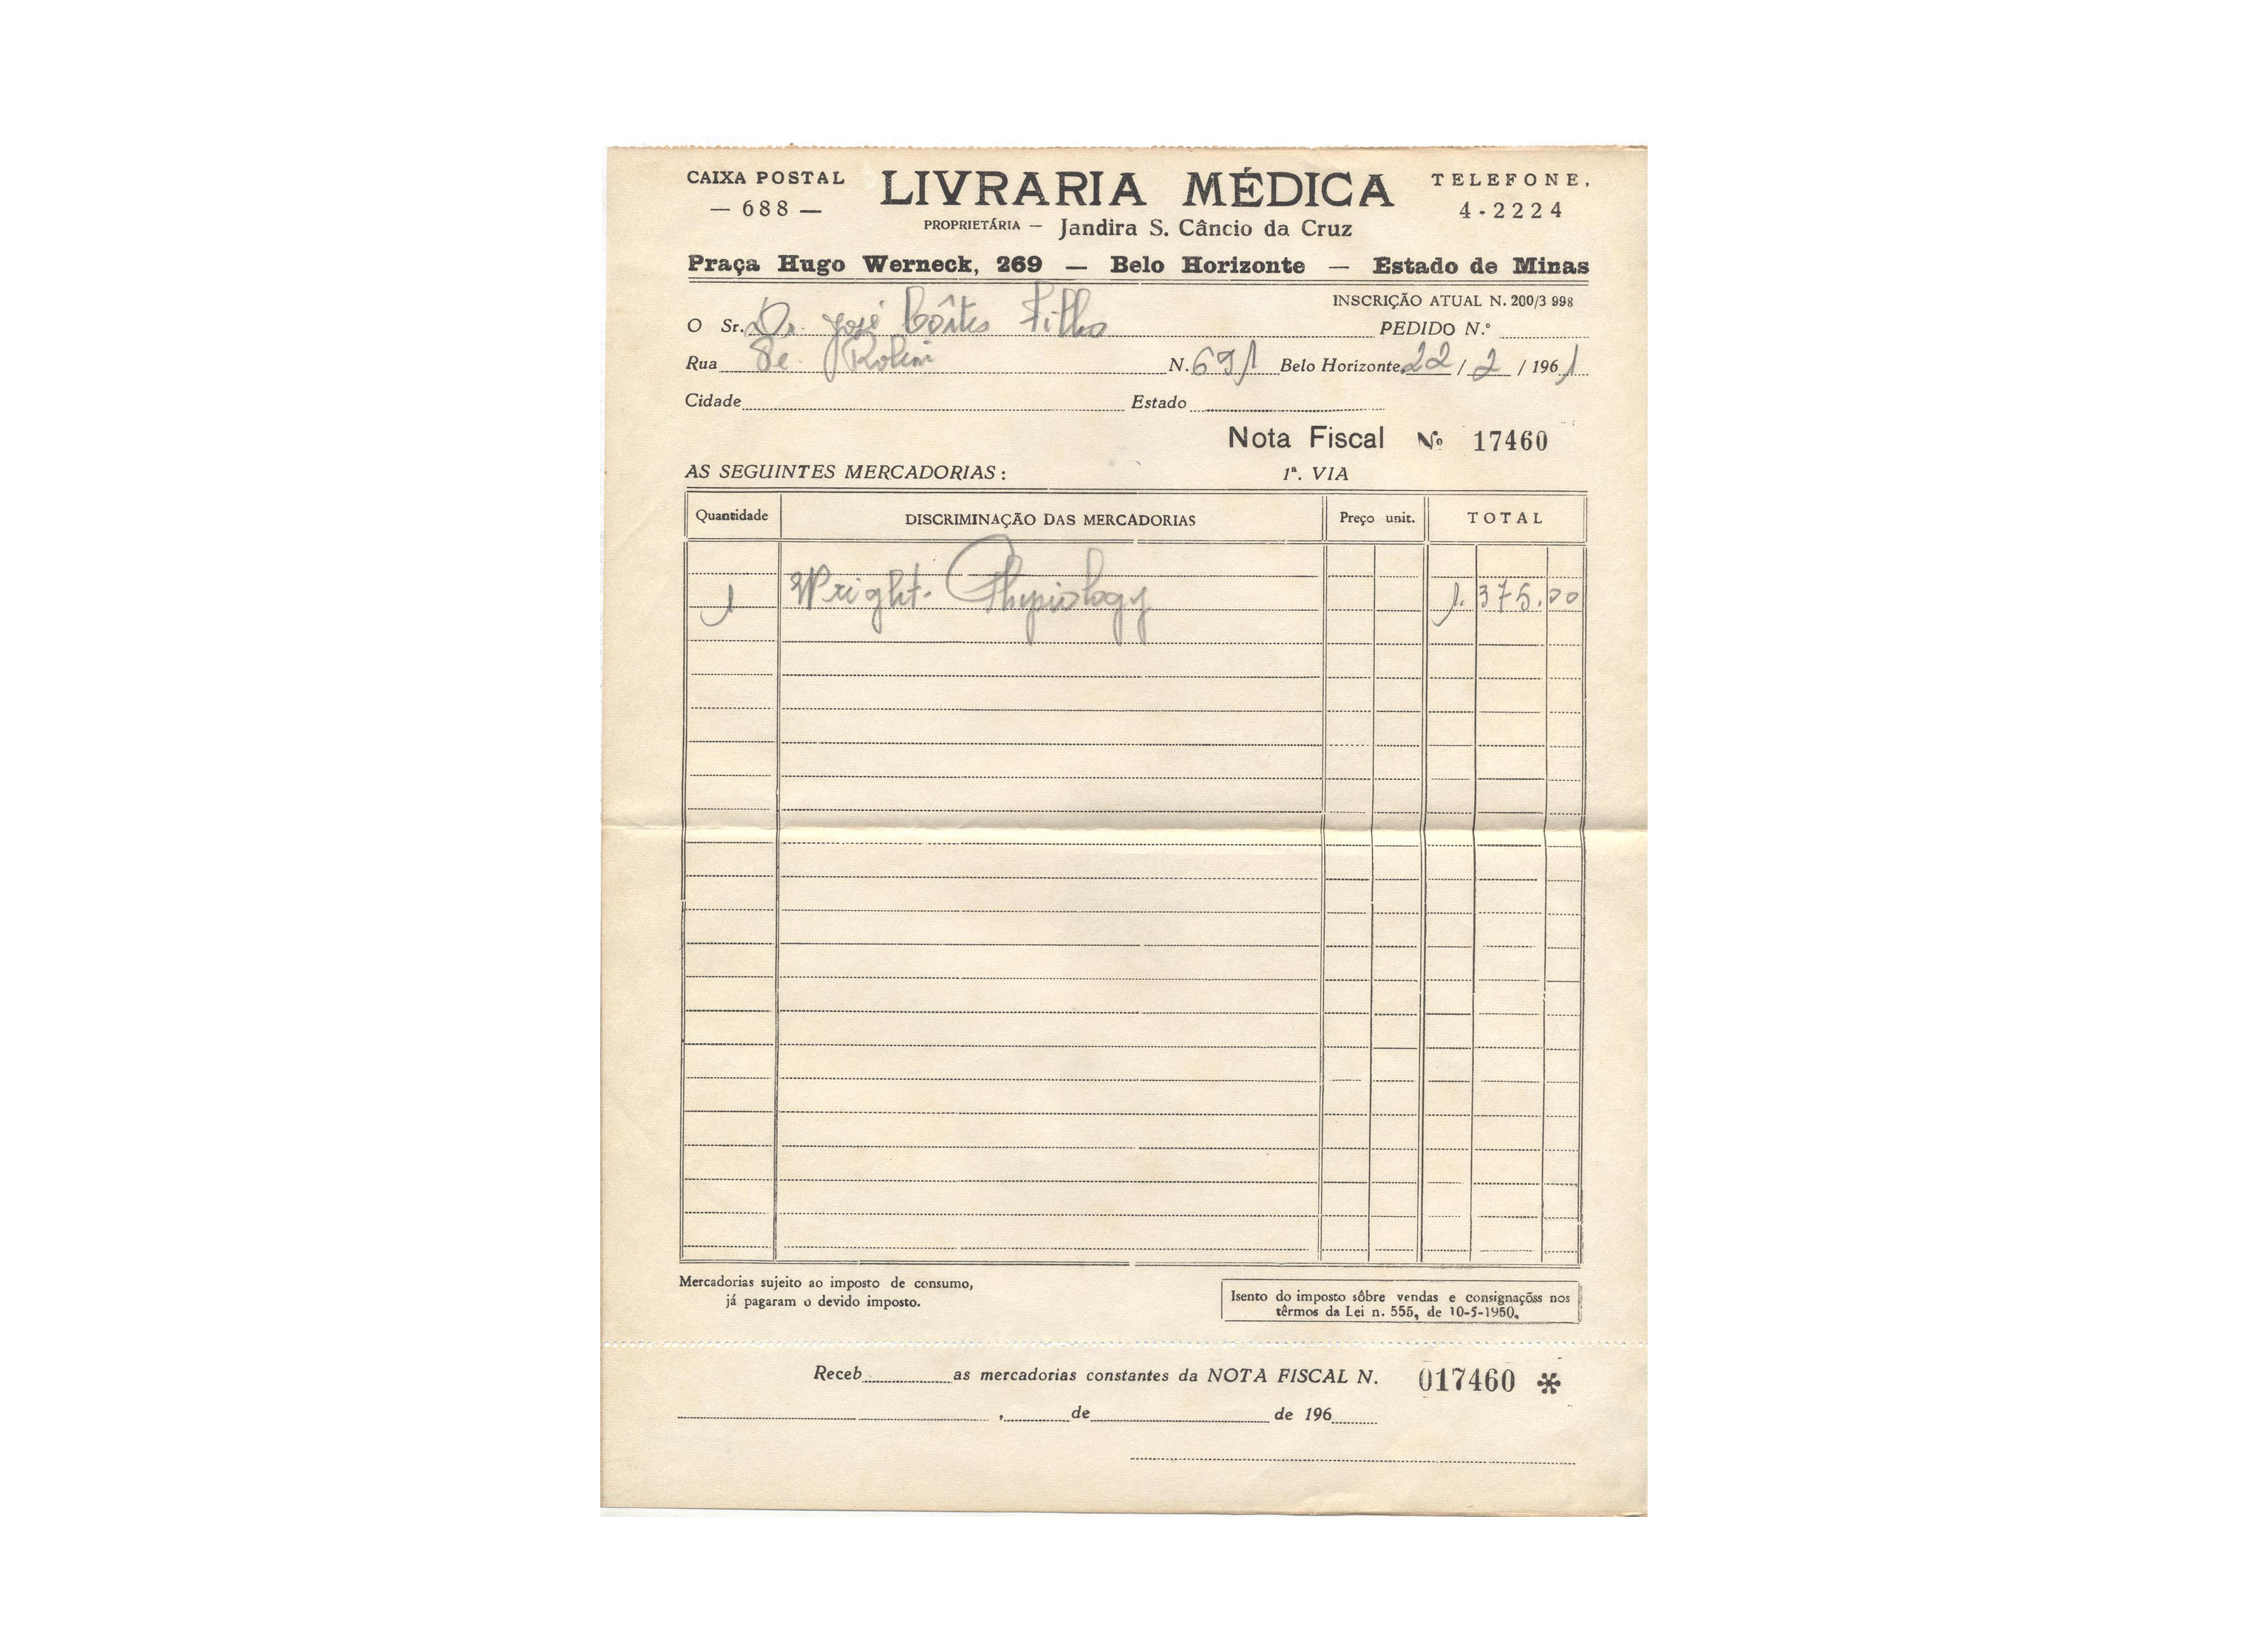 CAIXA POSTAL
— 688 —
LIVRARIA MÉDICA
PROPRIETÁRIA — Jandira S. Câncio da Cruz
TELEFONE,
4-2224
Praça Hugo Werneck, 269 — Belo Horizonte — Estado de Minas
INSCRIÇÃO ATUAL N. 200/3 998
O Sr. Dr. José Côrtes Filho PEDIDO N.º
Rua Pe. Rolim N. 691 Belo Horizonte, 22 / 2 / 1961
Cidade Estado
Nota Fiscal Nº 17460
AS SEGUINTES MERCADORIAS: 1ª. VIA
Quantidade DISCRIMINAÇÃO DAS MERCADORIAS Preço unit. TOTAL
1 Wright. Physiology 1.375.00
Mercadorias sujeito ao imposto de consumo,
já pagaram o devido imposto.
Isento do imposto sôbre vendas e consignaçõss nos
têrmos da Lei n. 555, de 10-5-1950,
Receb as mercadorias constantes da NOTA FISCAL N. 017460 *
, de de 196